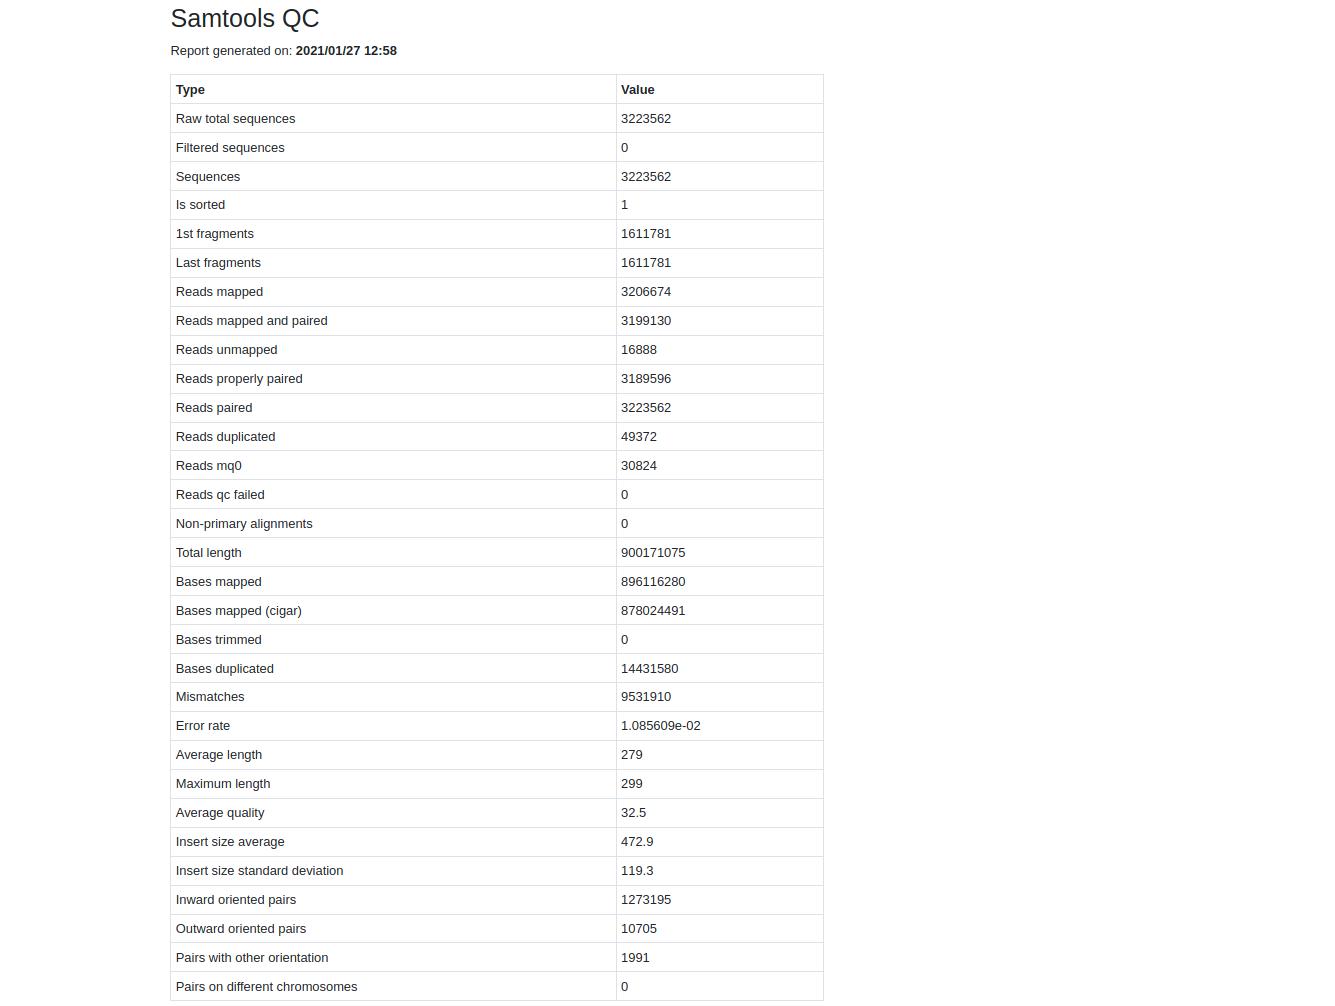 Samtools QC
Report generated on: 2021/01/27 12:58
Type Value
Raw total sequences 3223562
Filtered sequences 0
Sequences 3223562
Is sorted 1
1st fragments 1611781
Last fragments 1611781
Reads mapped 3206674
Reads mapped and paired 3199130
Reads unmapped 16888
Reads properly paired 3189596
Reads paired 3223562
Reads duplicated 49372
Reads mq0 30824
Reads qc failed 0
Non-primary alignments 0
Total length 900171075
Bases mapped 896116280
Bases mapped (cigar) 878024491
Bases trimmed 0
Bases duplicated 14431580
Mismatches 9531910
Error rate 1.085609e-02
Average length 279
Maximum length 299
Average quality 32.5
Insert size average 472.9
Insert size standard deviation 119.3
Inward oriented pairs 1273195
Outward oriented pairs 10705
Pairs with other orientation 1991
Pairs on different chromosomes 0